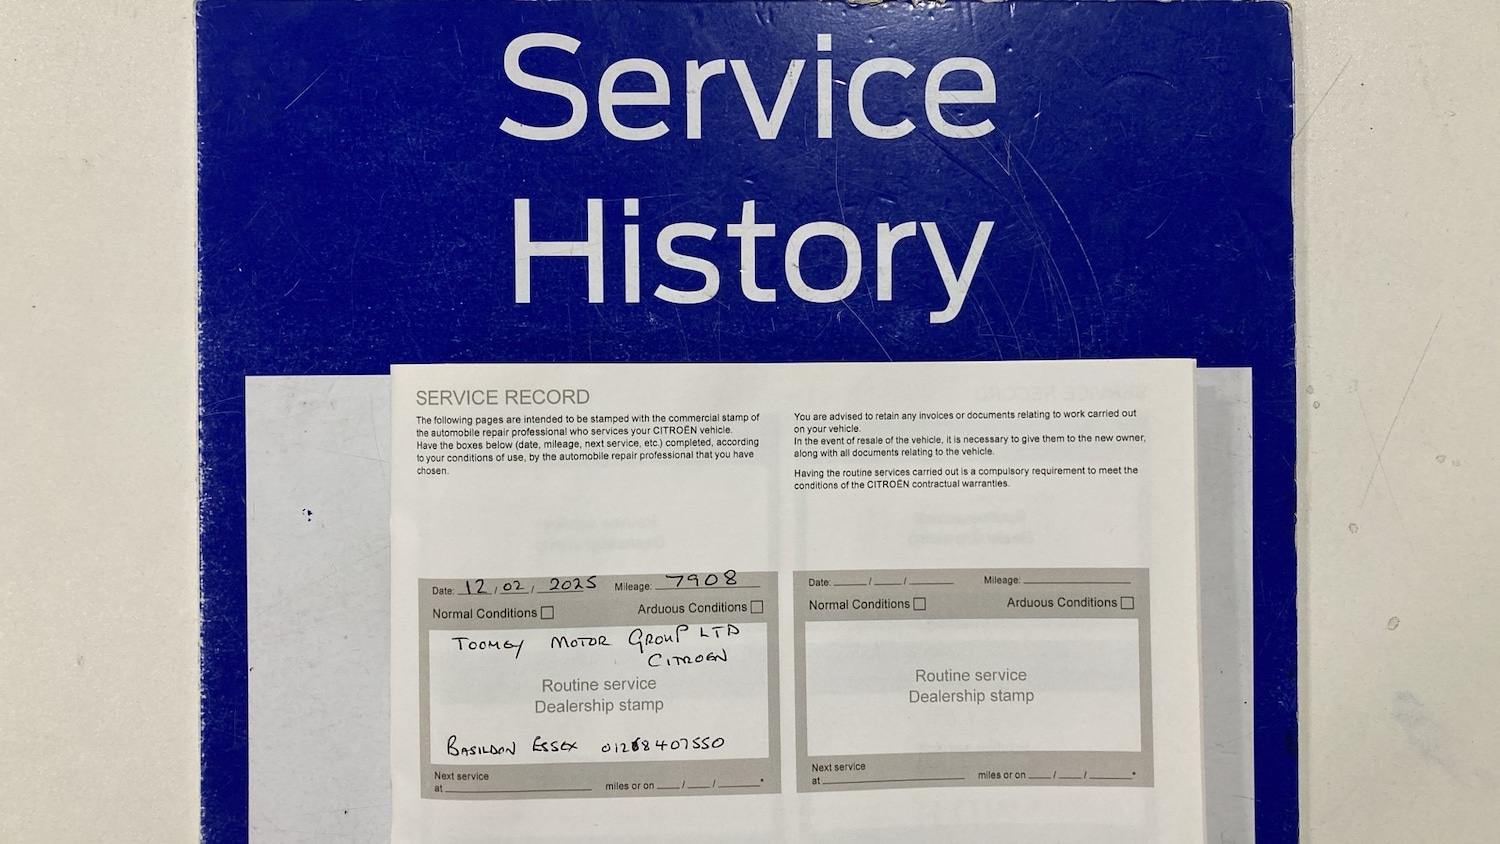 Service
History
SERVICE RECORD
The following pages are intended to be stamped with the commercial stamp of
the automobile repair professional who services your CITROËN vehicle.
Have the boxes below (date, mileage, next service, etc.) completed, according
to your conditions of use, by the automobile repair professional that you have
chosen.
You are advised to retain any invoices or documents relating to work carried out
on your vehicle.
In the event of resale of the vehicle, it is necessary to give them to the new owner,
along with all documents relating to the vehicle.
Having the routine services carried out is a compulsory requirement to meet the
conditions of the CITROËN contractual warranties.
Date: 12 / 02 / 2025 Mileage: 7908
Normal Conditions Arduous Conditions
TOOMEY MOTOR GROUP LTD
CITROEN
Routine service
Dealership stamp
BASILDON ESSEX 01268407550
Next service
at miles or on / / *
Date: / / Mileage:
Normal Conditions Arduous Conditions
Routine service
Dealership stamp
Next service
at miles or on / / *